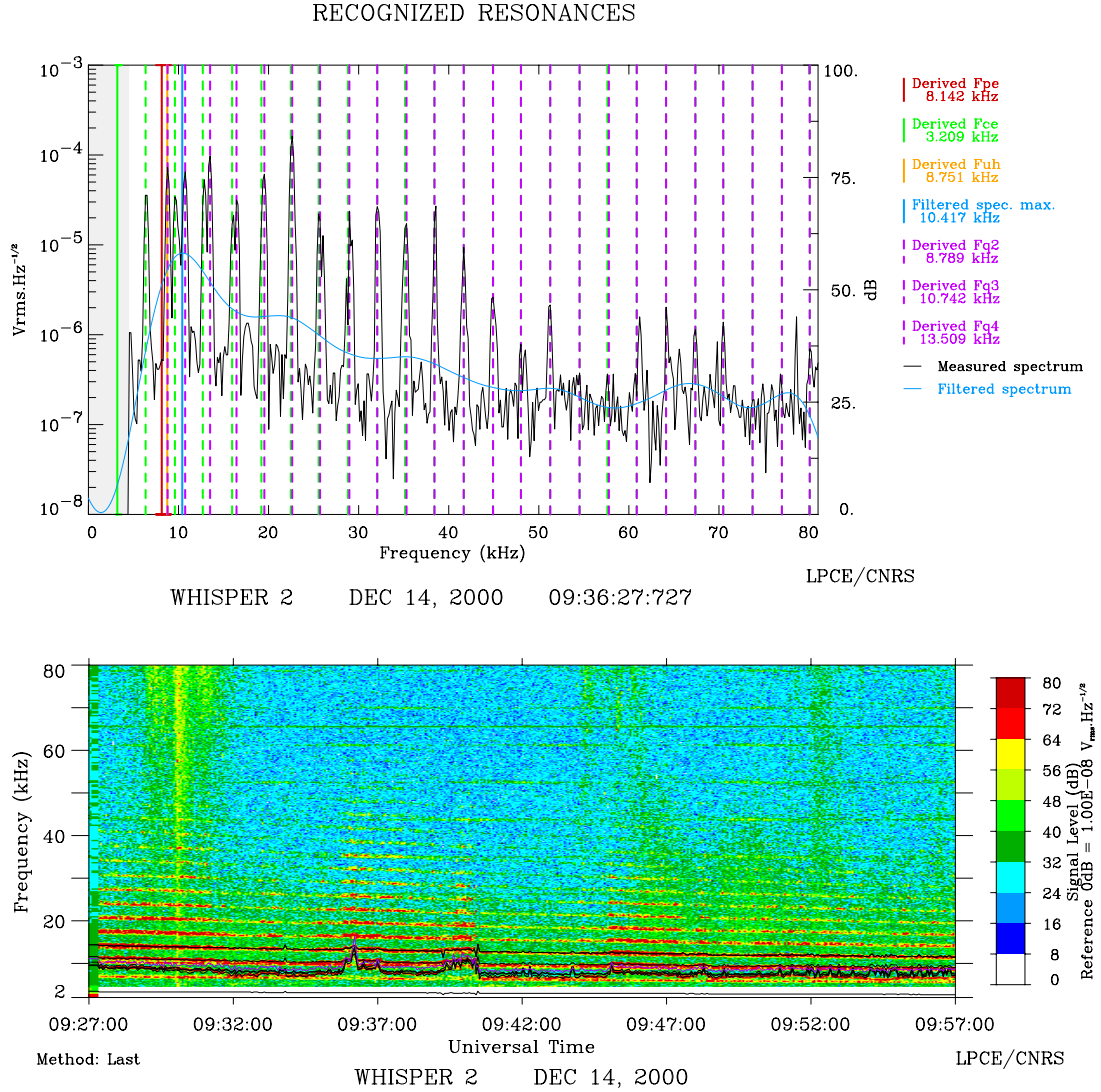 RECOGNIZED RESONANCES
10⁻³
10⁻⁴
10⁻⁵
10⁻⁶
10⁻⁷
10⁻⁸
Vrms.Hz⁻¹ᐟ²
100.
75.
50.
25.
0.
dB
0 10 20 30 40 50 60 70 80
Frequency (kHz)
Derived Fpe
8.142 kHz
Derived Fce
3.209 kHz
Derived Fuh
8.751 kHz
Filtered spec. max.
10.417 kHz
Derived Fq2
8.789 kHz
Derived Fq3
10.742 kHz
Derived Fq4
13.509 kHz
Measured spectrum
Filtered spectrum
LPCE/CNRS
WHISPER 2 DEC 14, 2000 09:36:27:727
80
60
40
20
2
Frequency (kHz)
09:27:00 09:32:00 09:37:00 09:42:00 09:47:00 09:52:00 09:57:00
Universal Time
80
72
64
56
48
40
32
24
16
8
0
Signal Level (dB)
Reference 0dB = 1.00E-08 Vrms.Hz⁻¹ᐟ²
Method: Last
LPCE/CNRS
WHISPER 2 DEC 14, 2000